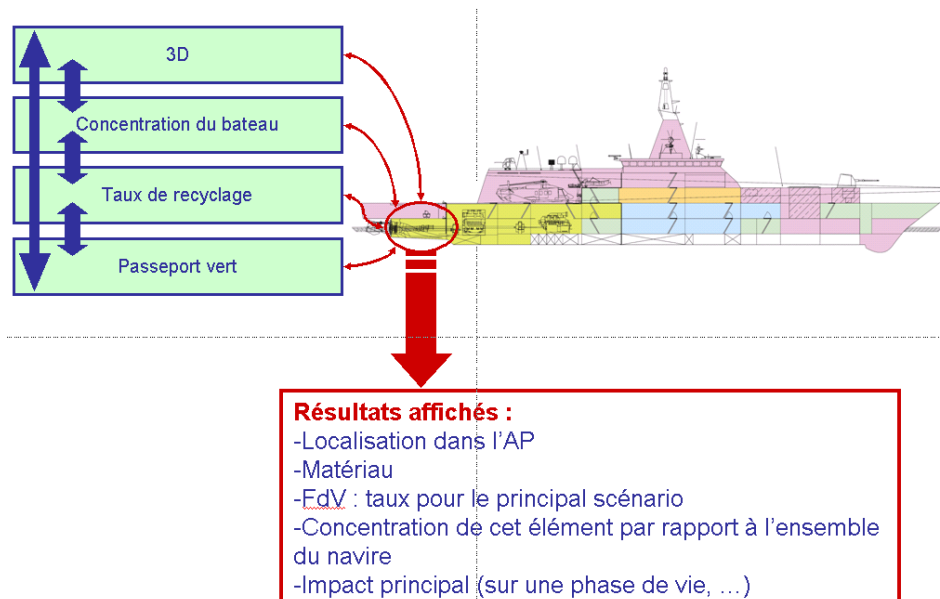 3D
Concentration du bateau
Taux de recyclage
Passeport vert
Résultats affichés :
-Localisation dans l'AP
-Matériau
-FdV : taux pour le principal scénario
-Concentration de cet élément par rapport à l'ensemble
du navire
-Impact principal (sur une phase de vie, …)